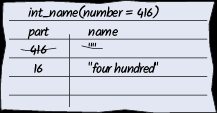 int_name(number = 416)
part name
416 ""
16 "four hundred"